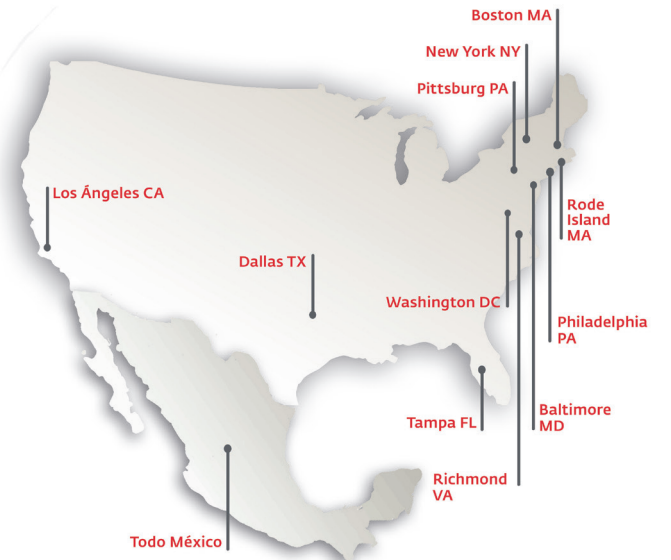 Boston MA
New York NY
Pittsburg PA
Los Ángeles CA
Rode
Island
MA
Dallas TX
Washington DC
Philadelphia
PA
Tampa FL
Baltimore
MD
Richmond
VA
Todo México